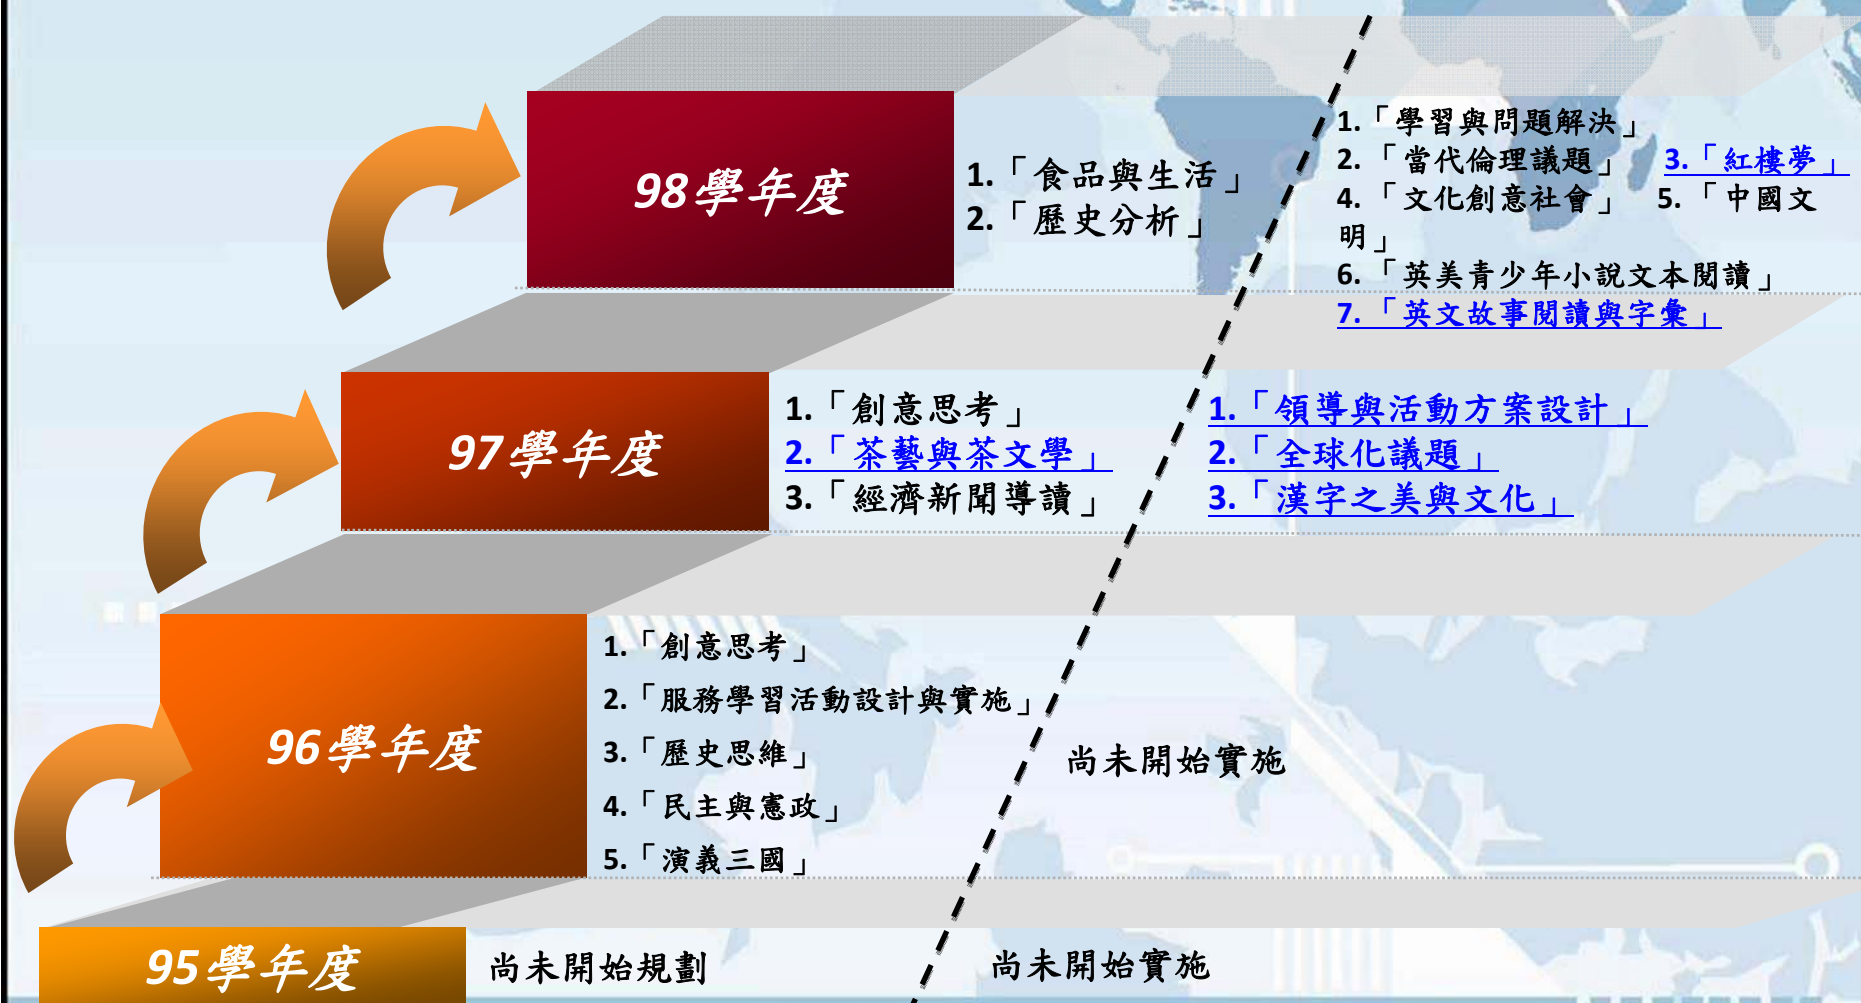 98學年度
1.「食品與生活」
2.「歷史分析」
1.「學習與問題解決」
2.「當代倫理議題」 3.「紅樓夢」
4.「文化創意社會」 5.「中國文
明」
6.「英美青少年小說文本閱讀」
7.「英文故事閱讀與字彙」
97學年度
1.「創意思考」
2.「茶藝與茶文學」
3.「經濟新聞導讀」
1.「領導與活動方案設計」
2.「全球化議題」
3.「漢字之美與文化」
96學年度
1.「創意思考」
2.「服務學習活動設計與實施」
3.「歷史思維」
4.「民主與憲政」
5.「演義三國」
尚未開始實施
95學年度
尚未開始規劃
尚未開始實施